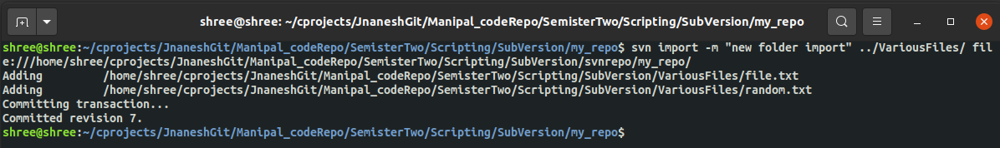 shree@shree: ~/cprojects/JnaneshGit/Manipal_codeRepo/SemisterTwo/Scripting/SubVersion/my_repo
shree@shree:~/cprojects/JnaneshGit/Manipal_codeRepo/SemisterTwo/Scripting/SubVersion/my_repo$ svn import -m "new folder import" ../VariousFiles/ fil
e:///home/shree/cprojects/JnaneshGit/Manipal_codeRepo/SemisterTwo/Scripting/SubVersion/svnrepo/my_repo/
Adding         /home/shree/cprojects/JnaneshGit/Manipal_codeRepo/SemisterTwo/Scripting/SubVersion/VariousFiles/file.txt
Adding         /home/shree/cprojects/JnaneshGit/Manipal_codeRepo/SemisterTwo/Scripting/SubVersion/VariousFiles/random.txt
Committing transaction...
Committed revision 7.
shree@shree:~/cprojects/JnaneshGit/Manipal_codeRepo/SemisterTwo/Scripting/SubVersion/my_repo$